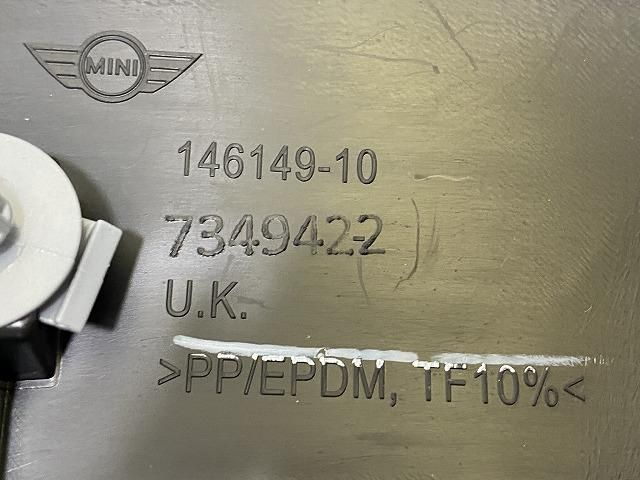 MINI
146149-10
7349422
U.K.
>PP/EPDM, TF10%<